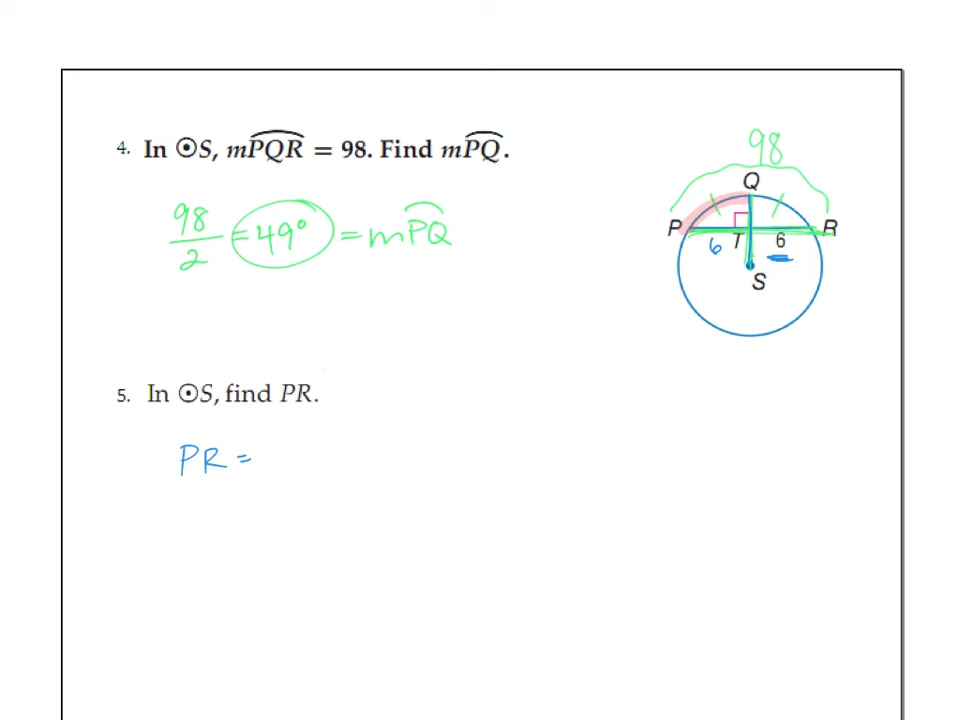 4. In ⊙S, mPQR = 98. Find mPQ.
98/2 = 49° = mPQ
98
Q
P
R
6
T
6
S
5. In ⊙S, find PR.
PR =